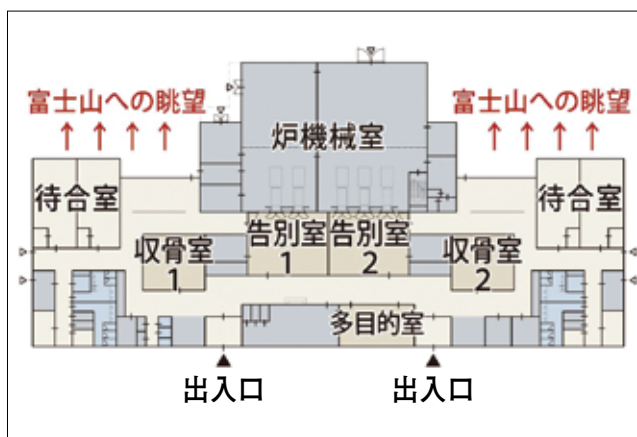 富士山への眺望
富士山への眺望
炉機械室
待合室
待合室
収骨室
1
告別室
1
告別室
2
収骨室
2
多目的室
出入口
出入口